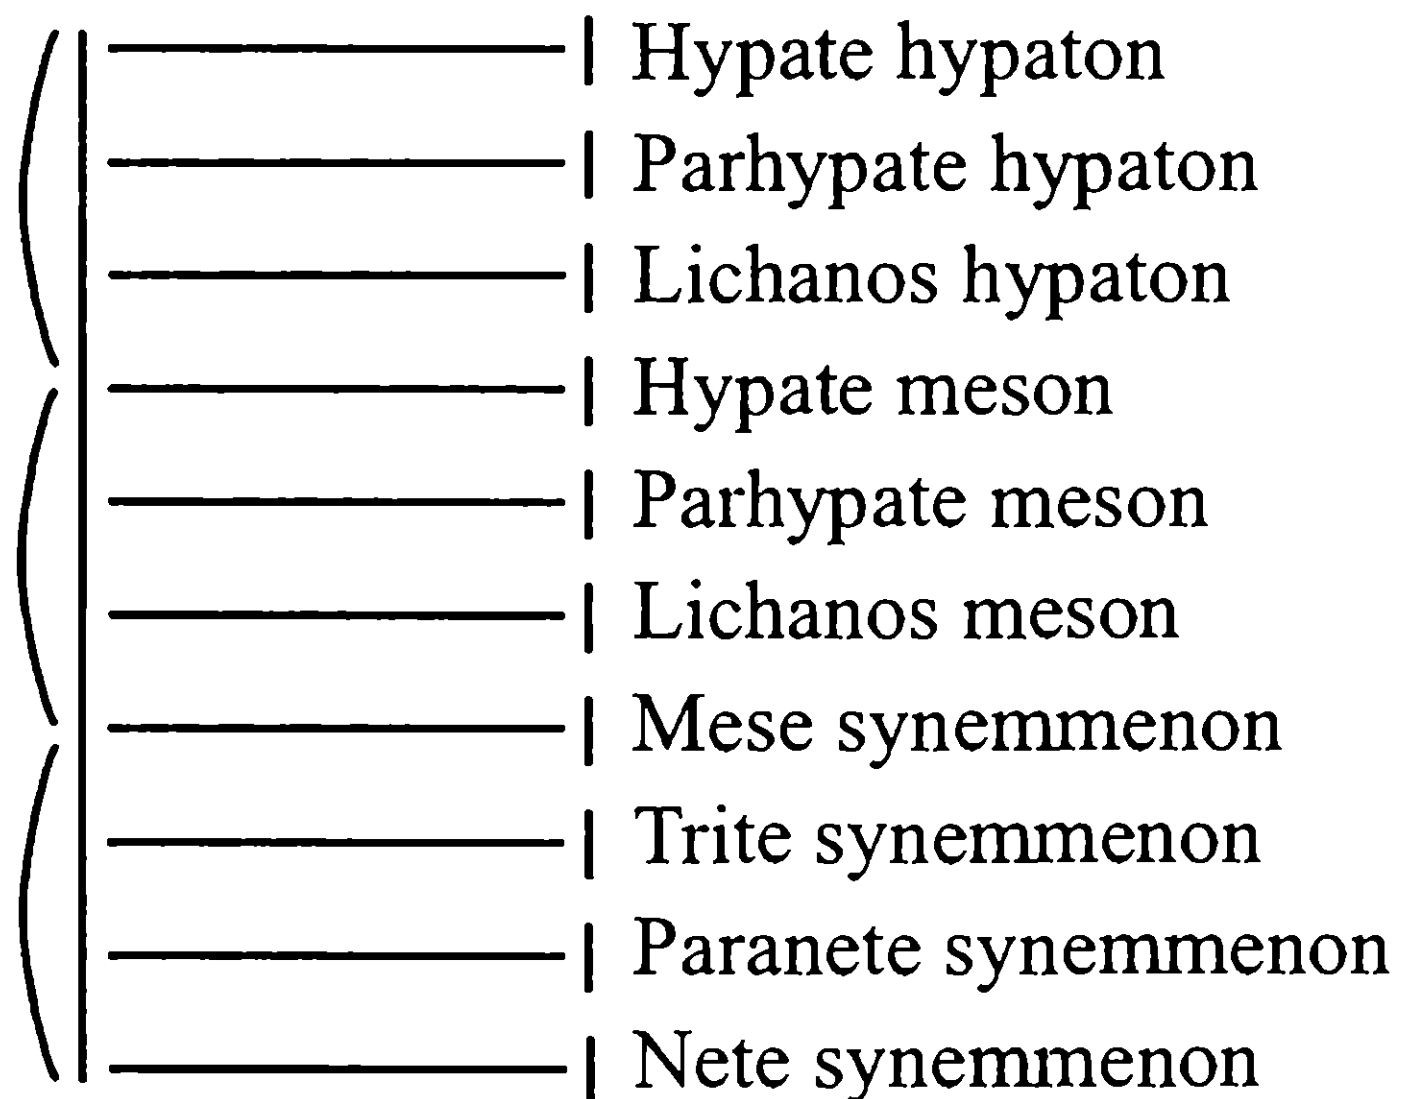 Hypate hypaton
Parhypate hypaton
Lichanos hypaton
Hypate meson
Parhypate meson
Lichanos meson
Mese synemmenon
Trite synemmenon
Paranete synemmenon
Nete synemmenon